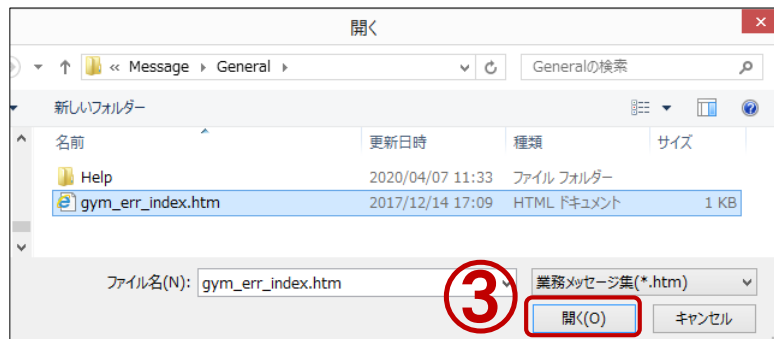 開く
« Message General
Generalの検索
新しいフォルダー
名前 更新日時 種類 サイズ
Help 2020/04/07 11:33 ファイル フォルダー
gym_err_index.htm 2017/12/14 17:09 HTML ドキュメント 1 KB
ファイル名(N): gym_err_index.htm 業務メッセージ集(*.htm)
③ 開く(O) キャンセル